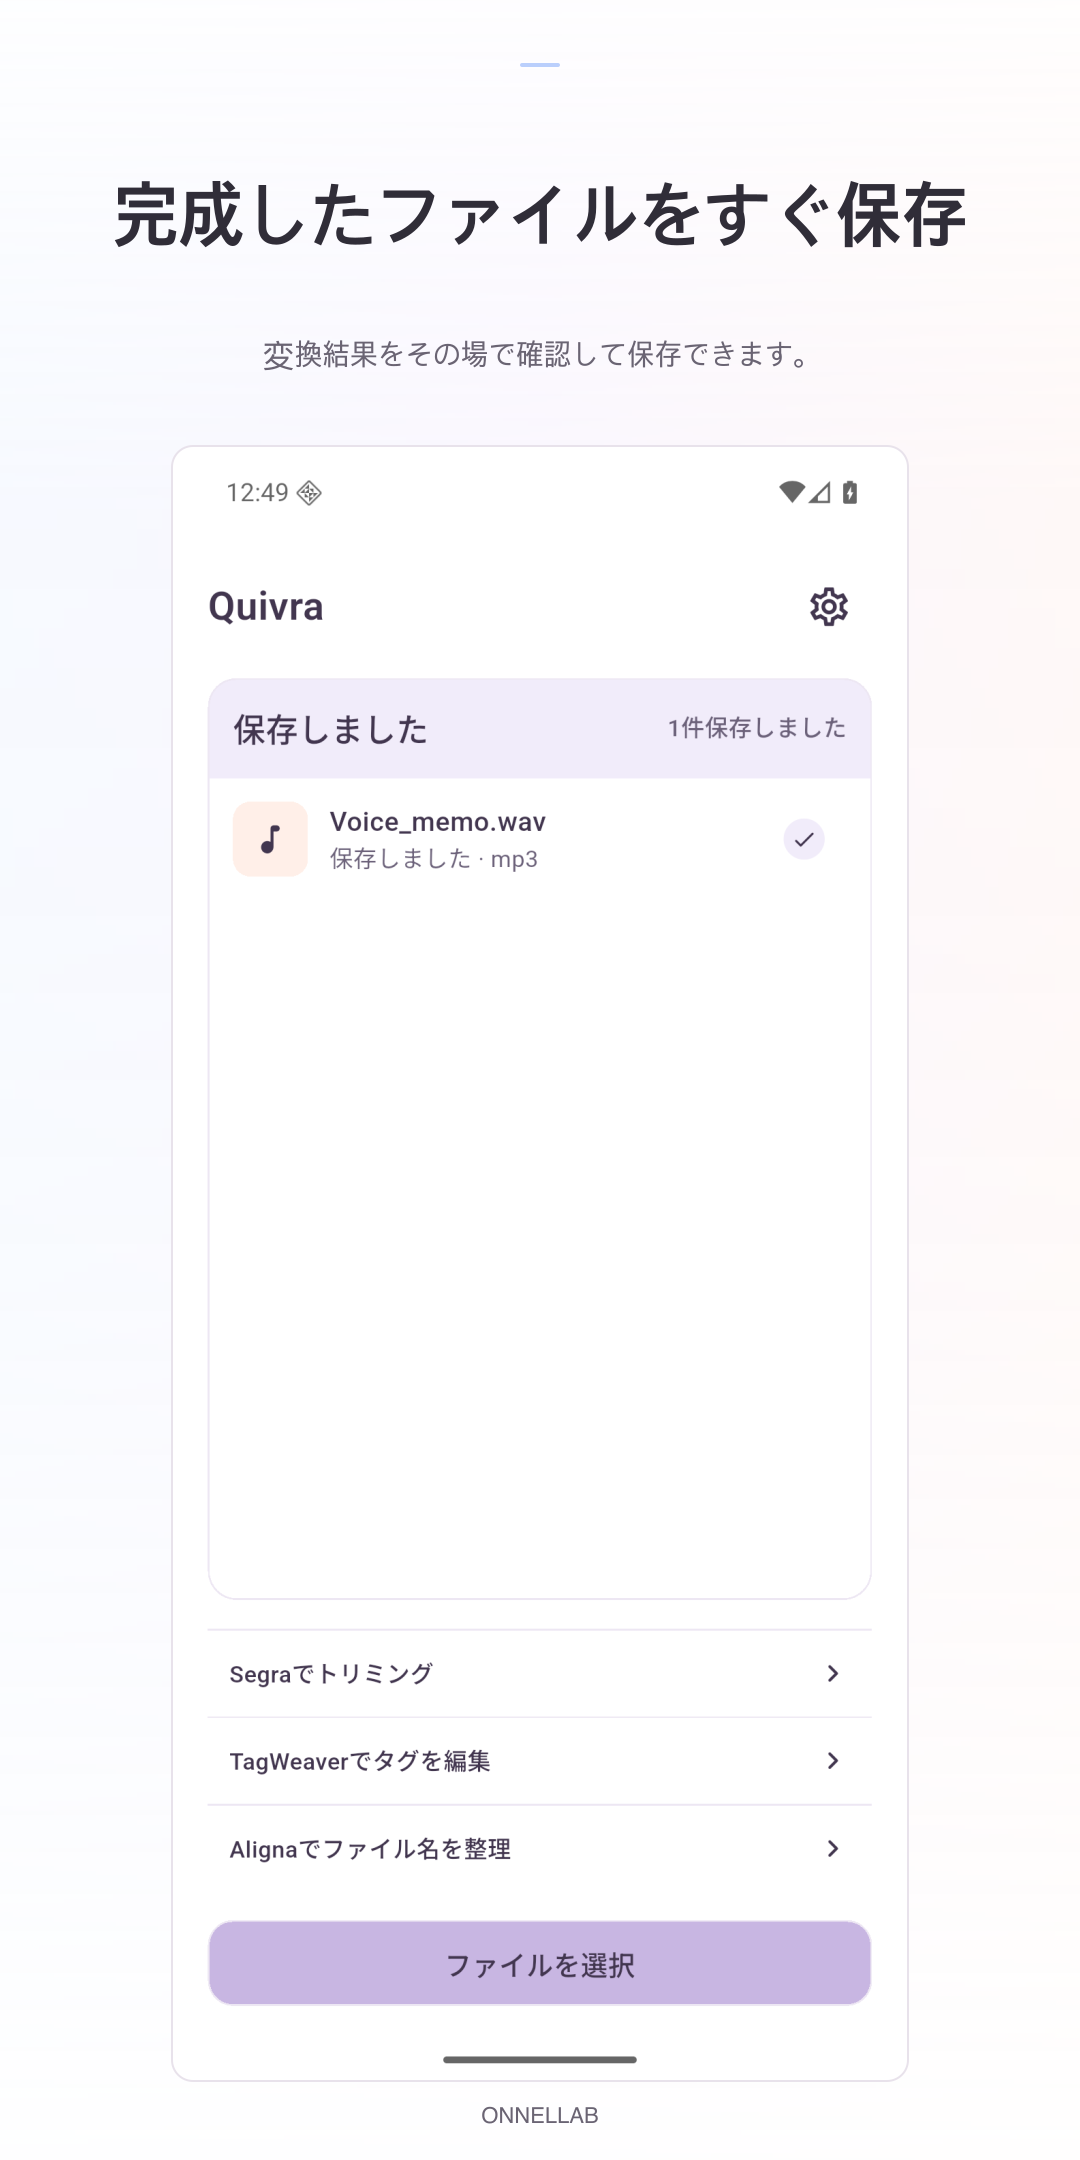 完成したファイルをすぐ保存
変換結果をその場で確認して保存できます。
12:49
Quivra
保存しました
1件保存しました
Voice_memo.wav
保存しました · mp3
Segraでトリミング
TagWeaverでタグを編集
Alignaでファイル名を整理
ファイルを選択
ONNELLAB